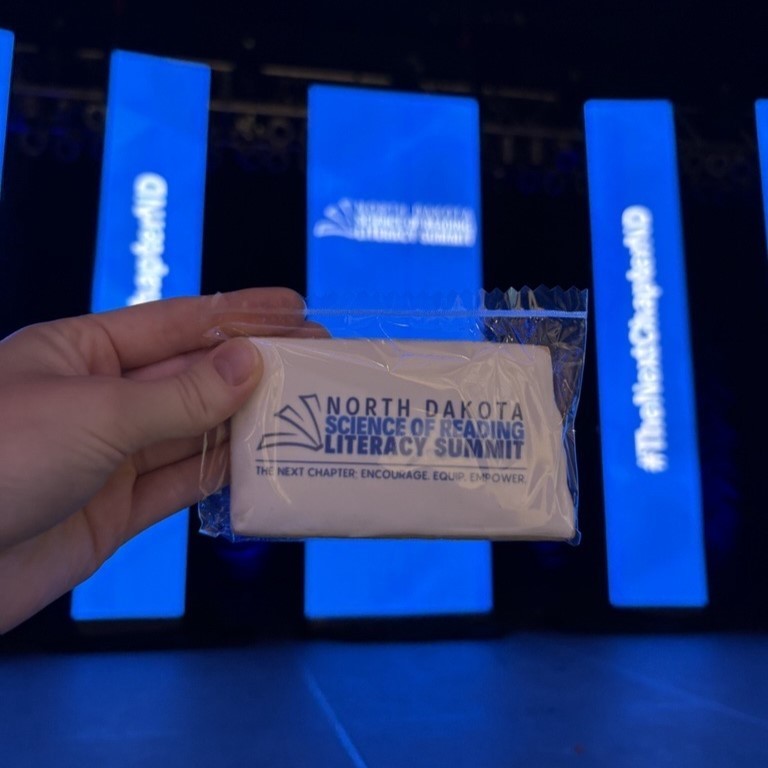 hapterND
NORTH DAKOTA
SCIENCE OF READING
LITERACY SUMMIT
#TheNextChapterND
NORTH DAKOTA
SCIENCE OF READING
LITERACY SUMMIT
THE NEXT CHAPTER: ENCOURAGE. EQUIP. EMPOWER.